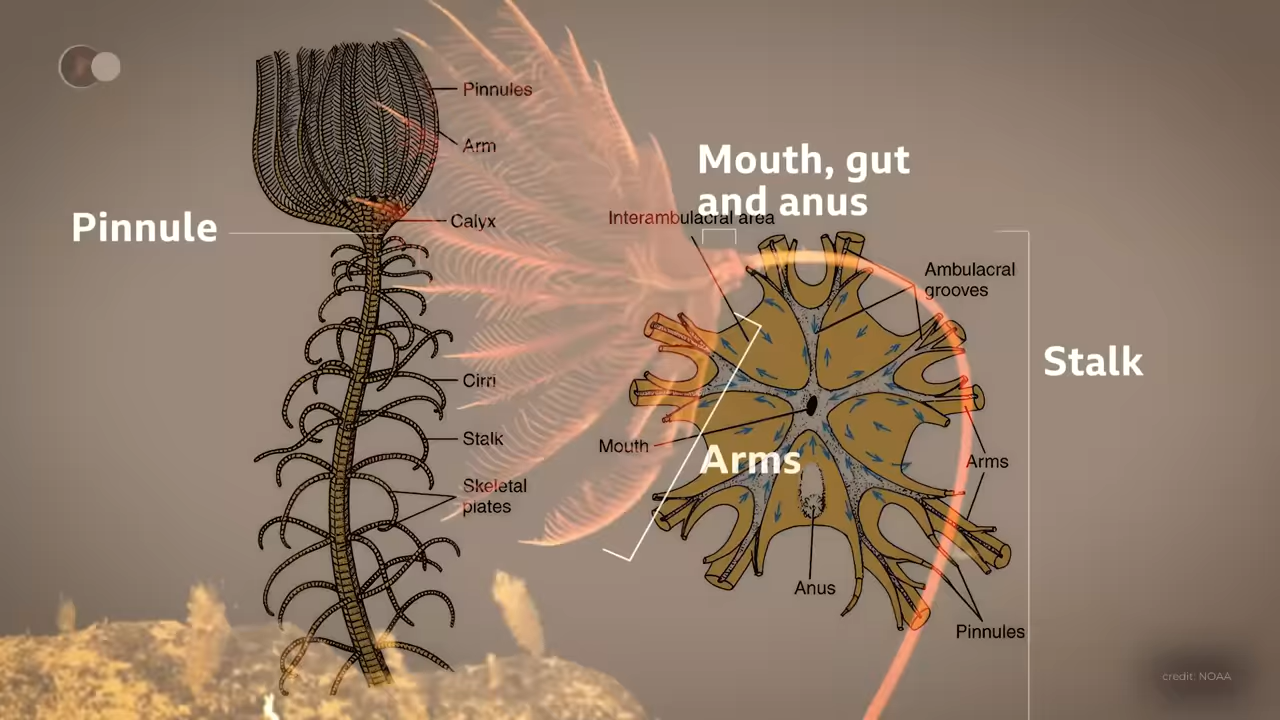 Pinnules
Arm
Mouth, gut
and anus
Pinnule
Calyx
Interambulacral area
Ambulacral
grooves
Stalk
Cirri
Stalk
Mouth
Arms
Arms
Skeletal
plates
Anus
Pinnules
credit: NOAA